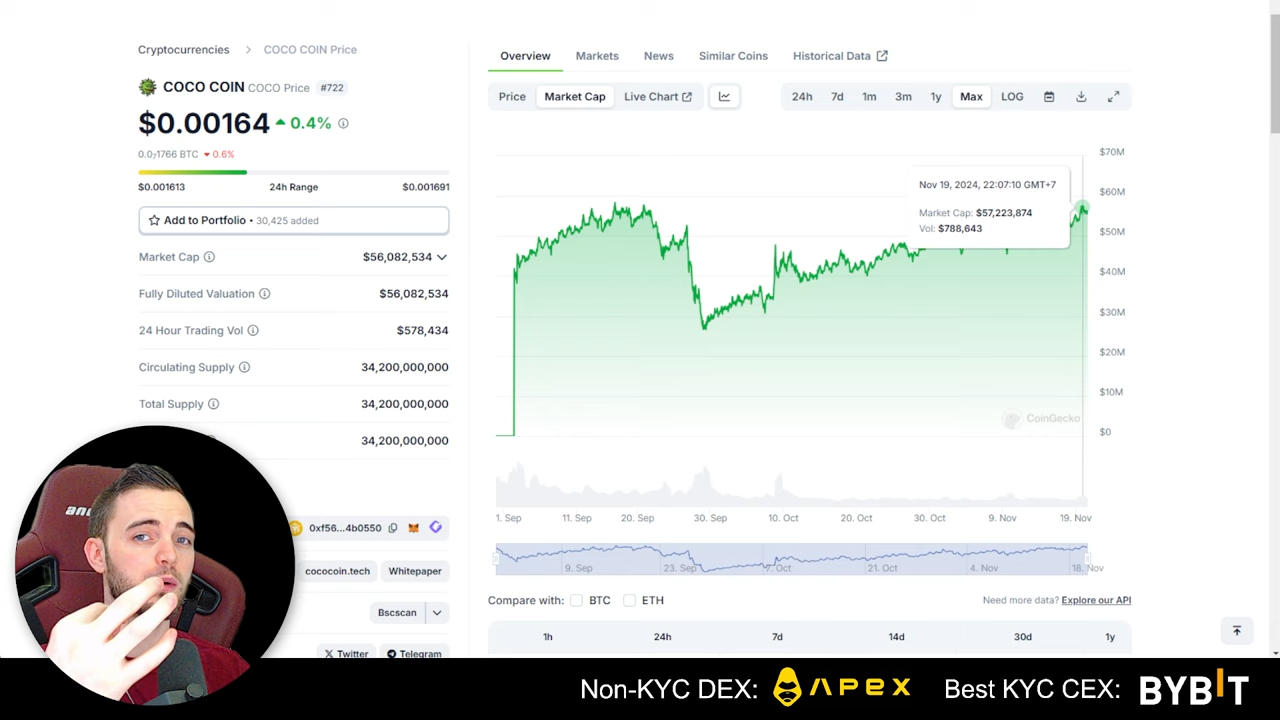 Cryptocurrencies > COCO COIN Price
COCO COIN COCO Price #722
$0.00164 0.4%
0.0₇1766 BTC 0.6%
$0.001613 24h Range $0.001691
Add to Portfolio • 30,425 added
Market Cap $56,082,534
Fully Diluted Valuation $56,082,534
24 Hour Trading Vol $578,434
Circulating Supply 34,200,000,000
Total Supply 34,200,000,000
34,200,000,000
0xf56...4b0550
cococoin.tech Whitepaper
Bscscan
Twitter Telegram
Overview Markets News Similar Coins Historical Data
Price Market Cap Live Chart 24h 7d 1m 3m 1y Max LOG
$70M
$60M
$50M
$40M
$30M
$20M
$10M
$0
Nov 19, 2024, 22:07:10 GMT+7
Market Cap: $57,223,874
Vol: $788,643
CoinGecko
1. Sep 11. Sep 20. Sep 30. Sep 10. Oct 20. Oct 30. Oct 9. Nov 19. Nov
9. Sep 23. Sep 7. Oct 21. Oct 4. Nov 18. Nov
Compare with: BTC ETH Need more data? Explore our API
1h 24h 7d 14d 30d 1y
Non-KYC DEX: APEX Best KYC CEX: BYBIT